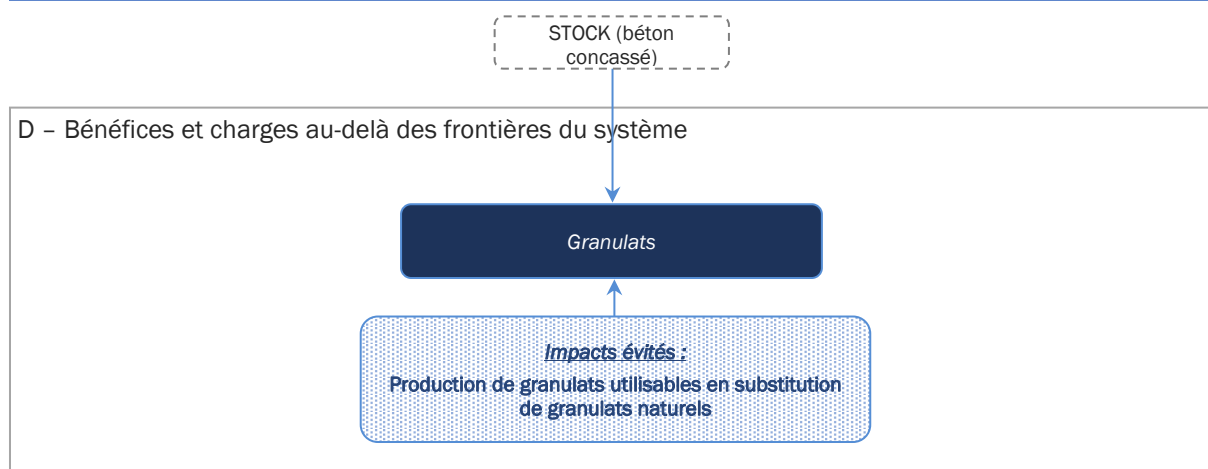 STOCK (béton
concassé)
D – Bénéfices et charges au-delà des frontières du système
Granulats
Impacts évités :
Production de granulats utilisables en substitution
de granulats naturels